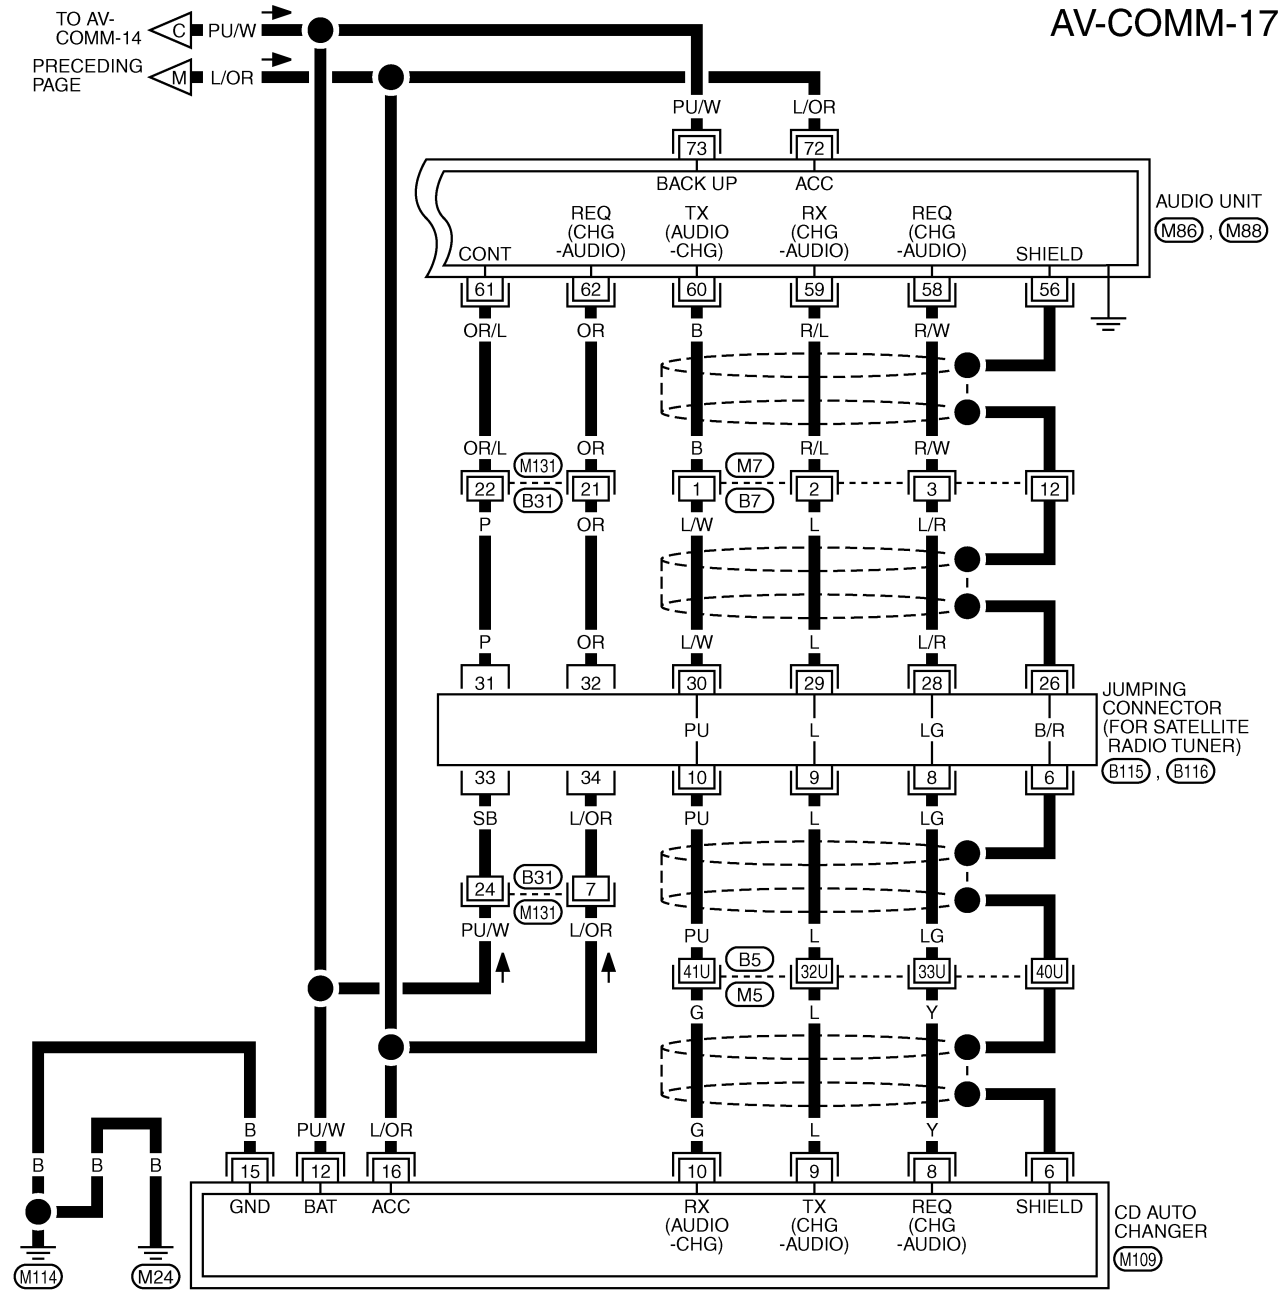 AV-COMM-17
TO AV-
COMM-14
C
PU/W
PRECEDING
PAGE
M
L/OR
PU/W
L/OR
73
72
BACK UP
ACC
AUDIO UNIT
M86 , M88
CONT
REQ
(CHG
-AUDIO)
TX
(AUDIO
-CHG)
RX
(CHG
-AUDIO)
REQ
(CHG
-AUDIO)
SHIELD
61
62
60
59
58
56
OR/L
OR
B
R/L
R/W
OR/L
OR
B
R/L
R/W
22
M131
B31
21
1
M7
B7
2
3
12
P
OR
L/W
L
L/R
P
OR
L/W
L
L/R
31
32
30
29
28
26
PU
L
LG
B/R
JUMPING
CONNECTOR
(FOR SATELLITE
RADIO TUNER)
B115 , B116
33
34
10
9
8
6
SB
L/OR
PU
L
LG
24
B31
M131
7
PU/W
L/OR
PU
L
LG
41U
B5
M5
32U
33U
40U
G
L
Y
B
PU/W
L/OR
G
L
Y
B
B
B
15
12
16
10
9
8
6
GND
BAT
ACC
RX
(AUDIO
-CHG)
TX
(CHG
-AUDIO)
REQ
(CHG
-AUDIO)
SHIELD
CD AUTO
CHANGER
M109
M114
M24